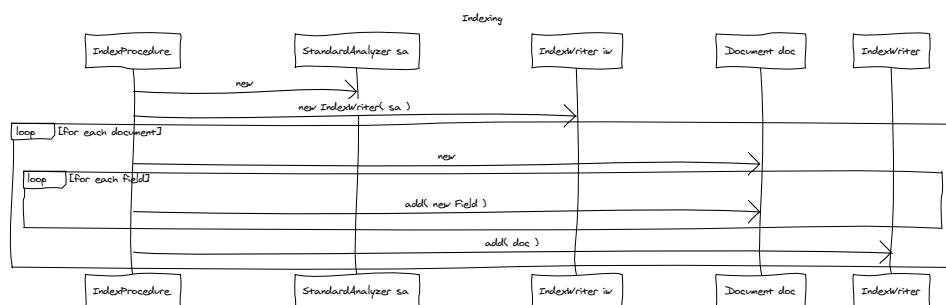 Indexing
IndexProcedure
StandardAnalyzer sa
IndexWriter iw
Document doc
IndexWriter
new
new IndexWriter( sa )
loop [for each document]
new
loop [for each field]
add( new Field )
add( doc )
IndexProcedure
StandardAnalyzer sa
IndexWriter iw
Document doc
IndexWriter